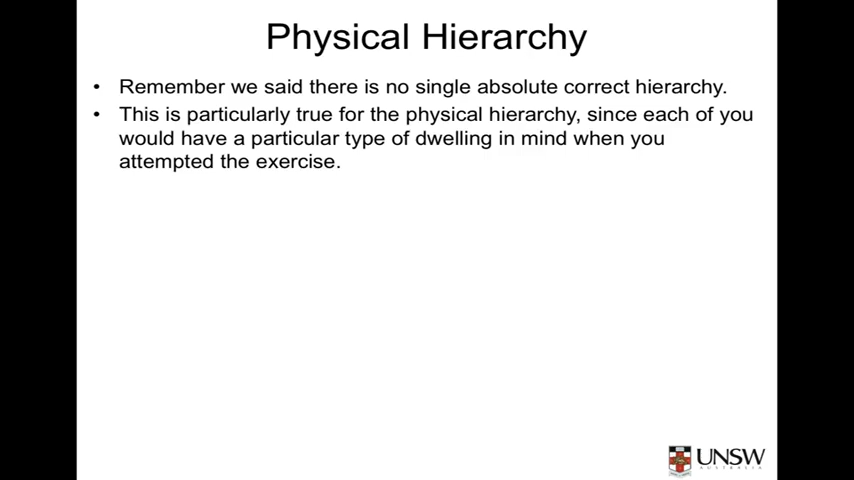 Physical Hierarchy
• Remember we said there is no single absolute correct hierarchy.
• This is particularly true for the physical hierarchy, since each of you
would have a particular type of dwelling in mind when you
attempted the exercise.
UNSW
AUSTRALIA